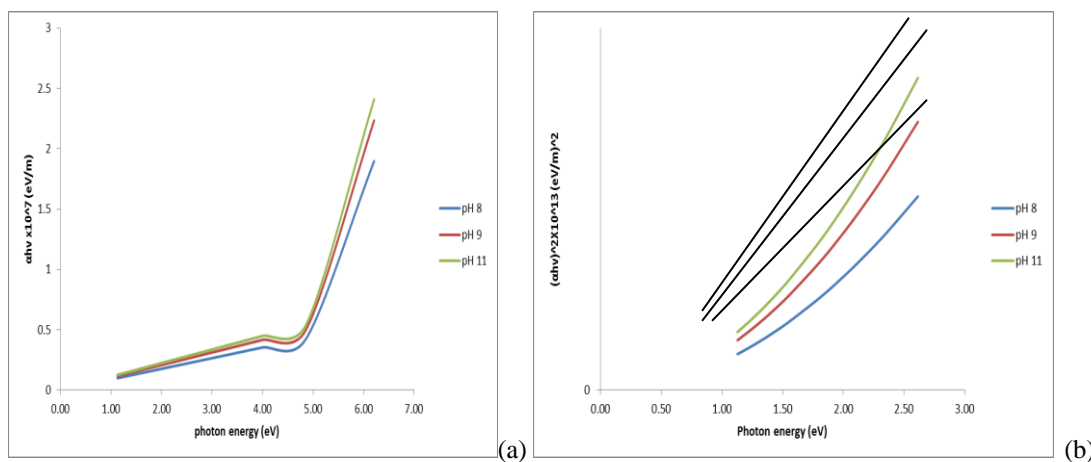 3
2.5
2
1.5
1
0.5
0
0.00 1.00 2.00 3.00 4.00 5.00 6.00 7.00
αhv x10^7 (eV/m)
photon energy (eV)
pH 8
pH 9
pH 11
(a)
(αhv)^2X10^13 (eV/m)^2
0
0.00 0.50 1.00 1.50 2.00 2.50 3.00
Photon energy (eV)
pH 8
pH 9
pH 11
(b)